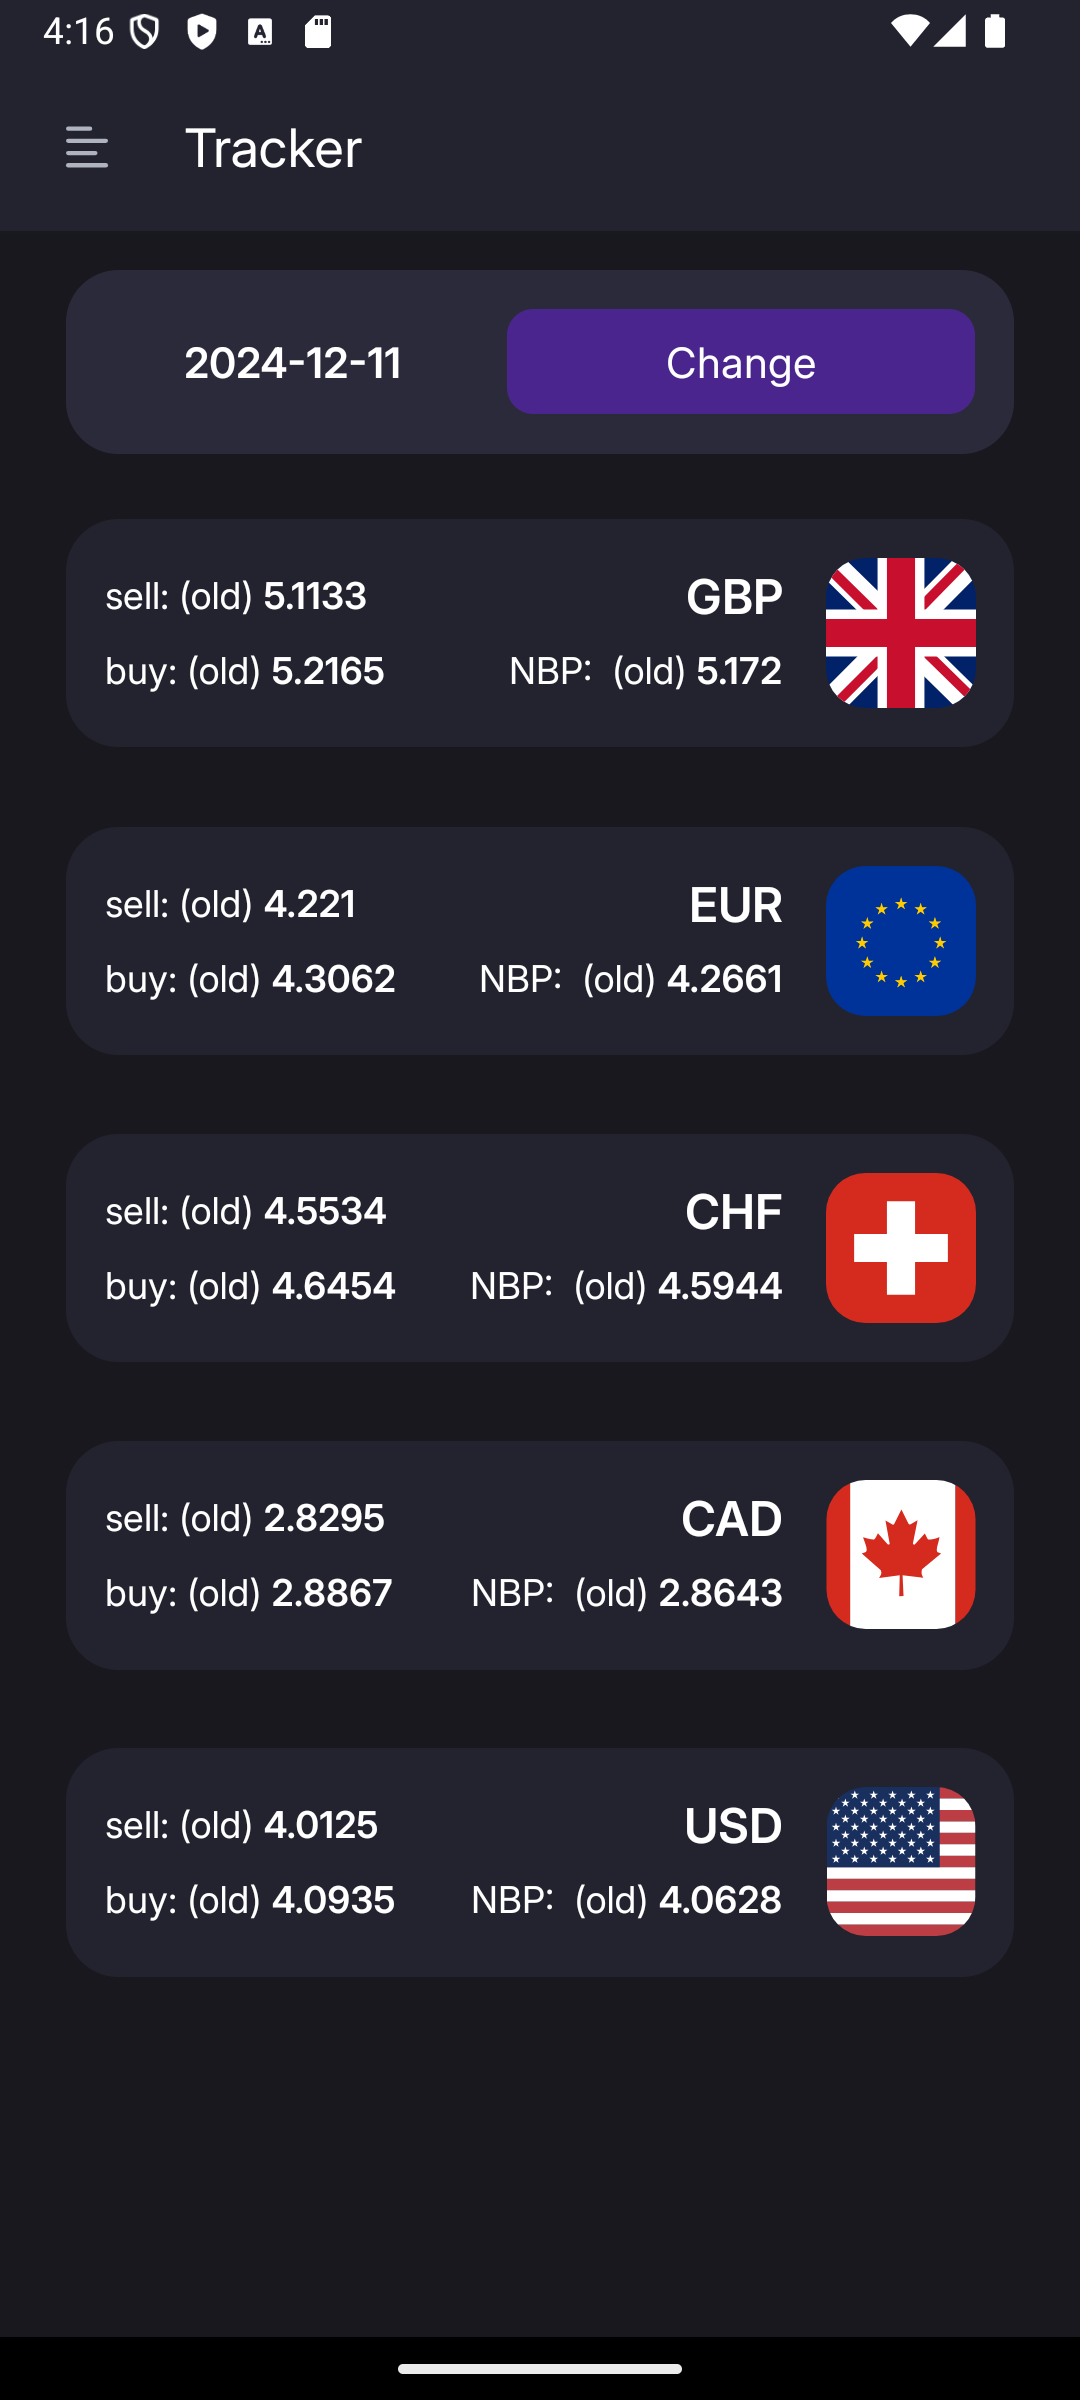 4:16
Tracker
2024-12-11
Change
sell: (old) 5.1133
GBP
buy: (old) 5.2165
NBP: (old) 5.172
sell: (old) 4.221
EUR
buy: (old) 4.3062
NBP: (old) 4.2661
sell: (old) 4.5534
CHF
buy: (old) 4.6454
NBP: (old) 4.5944
sell: (old) 2.8295
CAD
buy: (old) 2.8867
NBP: (old) 2.8643
sell: (old) 4.0125
USD
buy: (old) 4.0935
NBP: (old) 4.0628